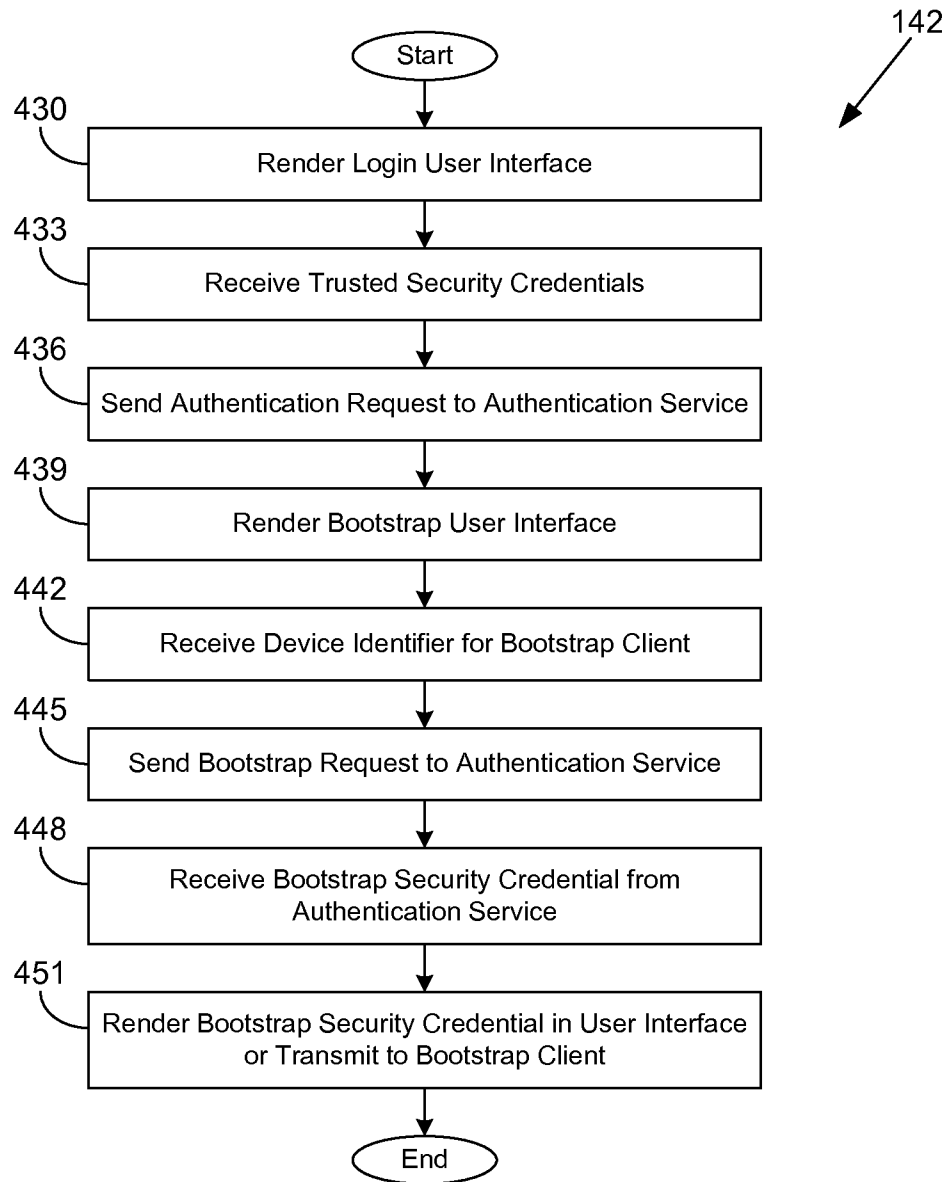 142
Start
430
Render Login User Interface
433
Receive Trusted Security Credentials
436
Send Authentication Request to Authentication Service
439
Render Bootstrap User Interface
442
Receive Device Identifier for Bootstrap Client
445
Send Bootstrap Request to Authentication Service
448
Receive Bootstrap Security Credential from
Authentication Service
451
Render Bootstrap Security Credential in User Interface
or Transmit to Bootstrap Client
End